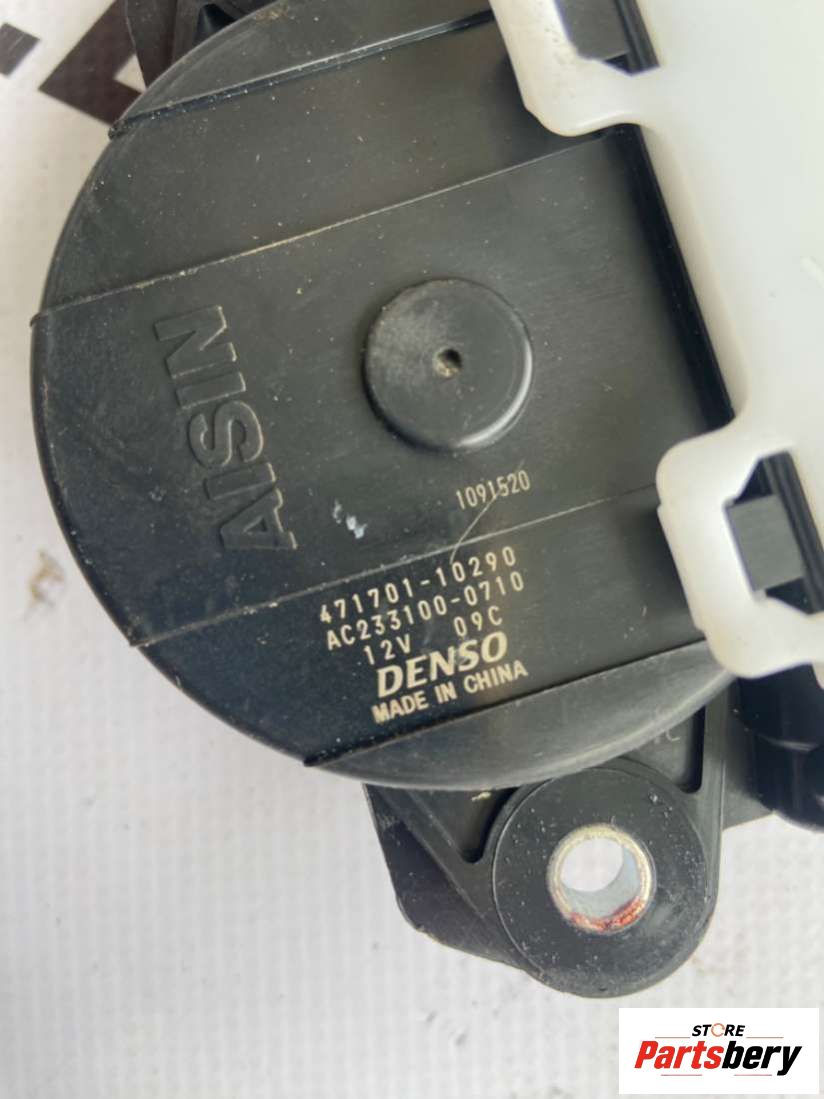 AISIN
1091520
471701-10290
AC233100-0710
12V 09C
DENSO
MADE IN CHINA
STORE
Partsbery